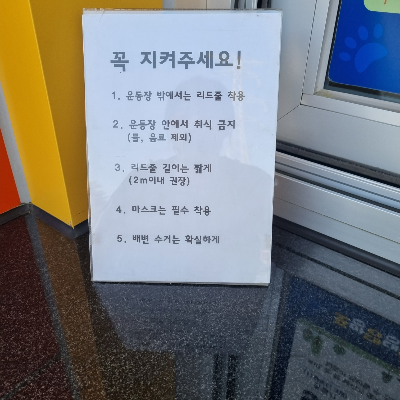 꼭 지켜주세요!
1. 운동장 밖에서는 리드줄 착용
2. 운동장 안에서 취식 금지
(물, 음료 제외)
3. 리드줄 길이는 짧게
(2m이내 권장)
4. 마스크는 필수 착용
5. 배변 수거는 확실하게